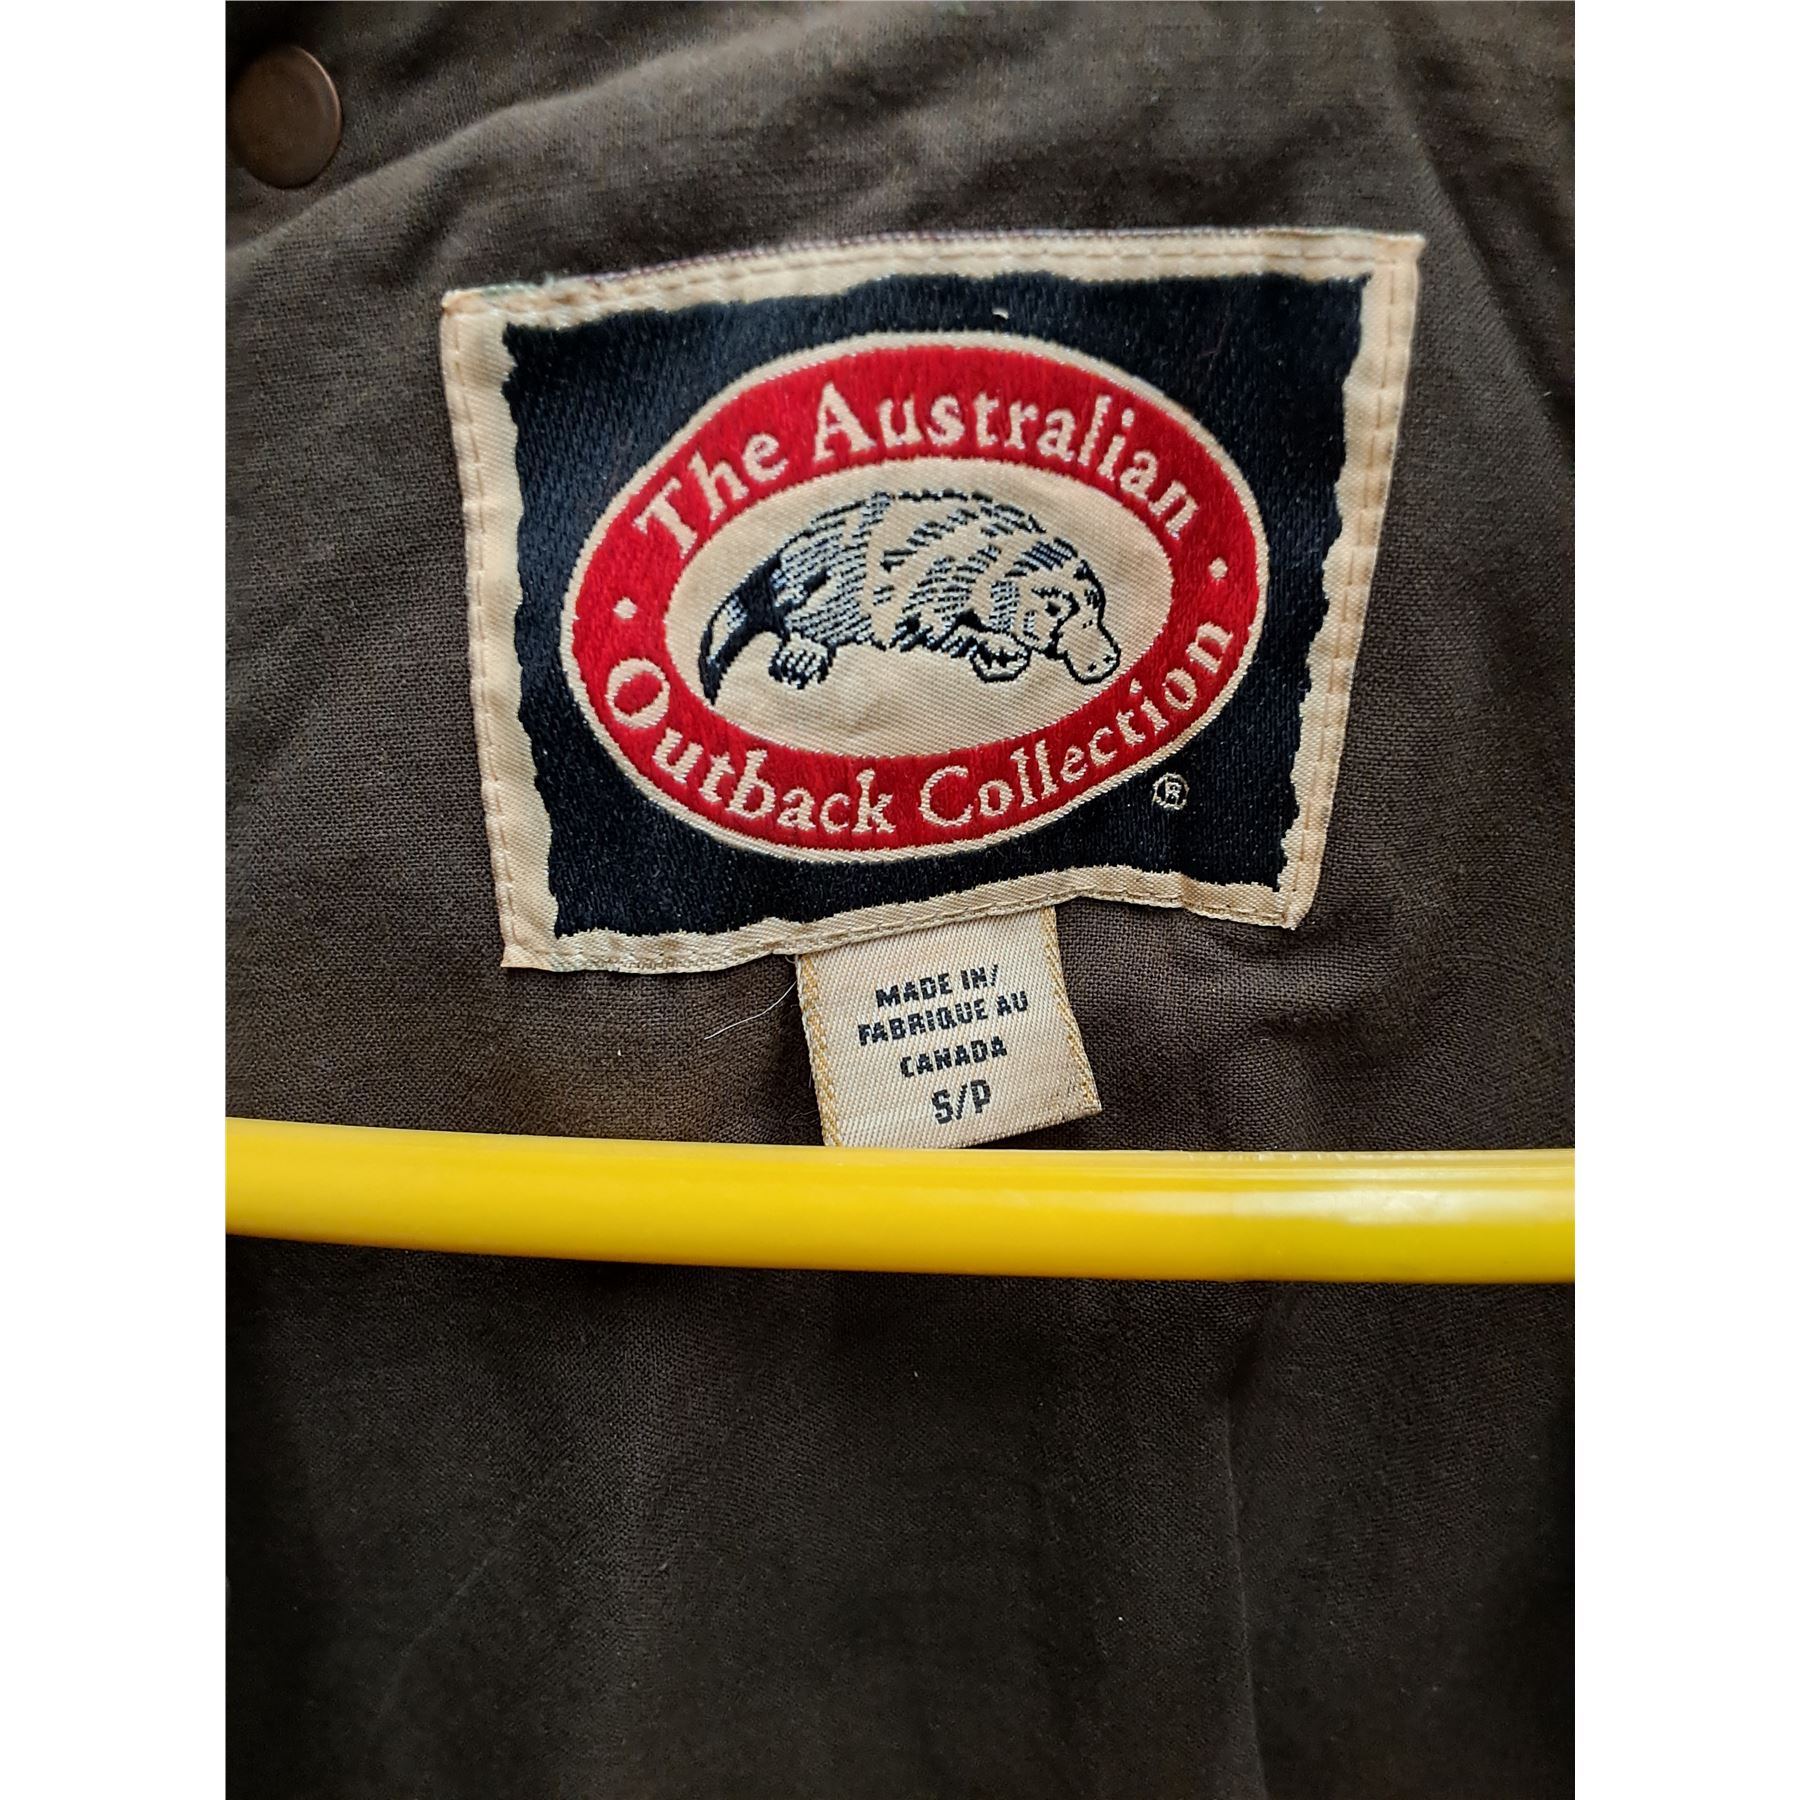 The Australian
Outback Collection
®
MADE IN/
FABRIQUE AU
CANADA
S/P